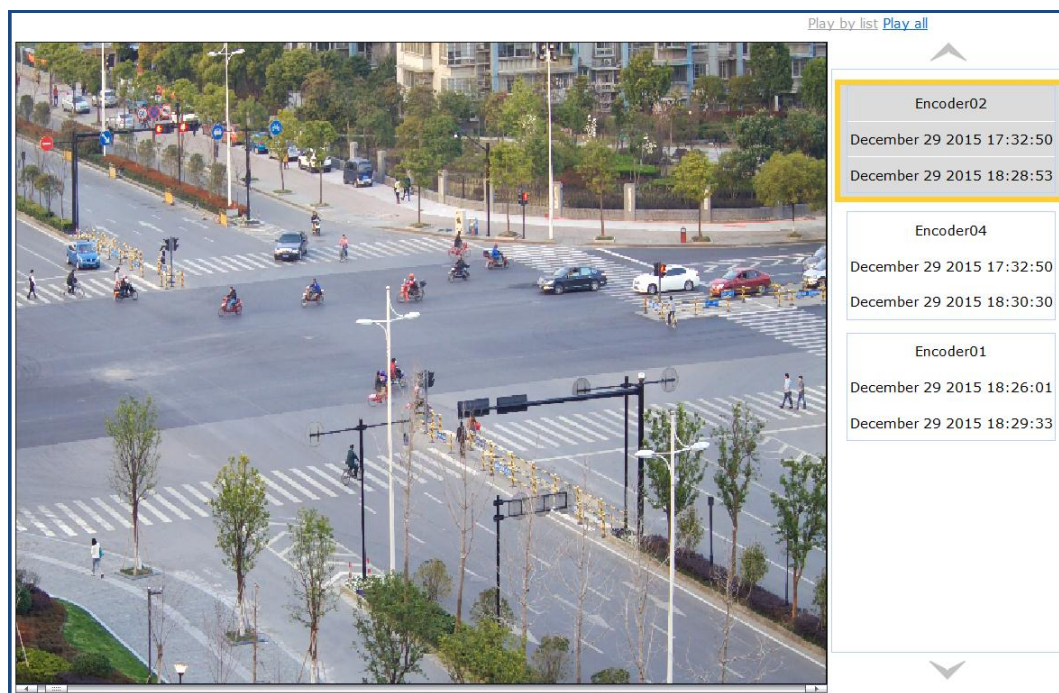 Play by list Play all
Encoder02
December 29 2015 17:32:50
December 29 2015 18:28:53
Encoder04
December 29 2015 17:32:50
December 29 2015 18:30:30
Encoder01
December 29 2015 18:26:01
December 29 2015 18:29:33